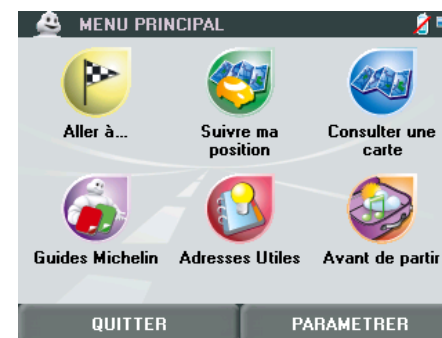 MENU PRINCIPAL
Aller à...
Suivre ma
position
Consulter une
carte
Guides Michelin
Adresses Utiles
Avant de partir
QUITTER
PARAMETRER